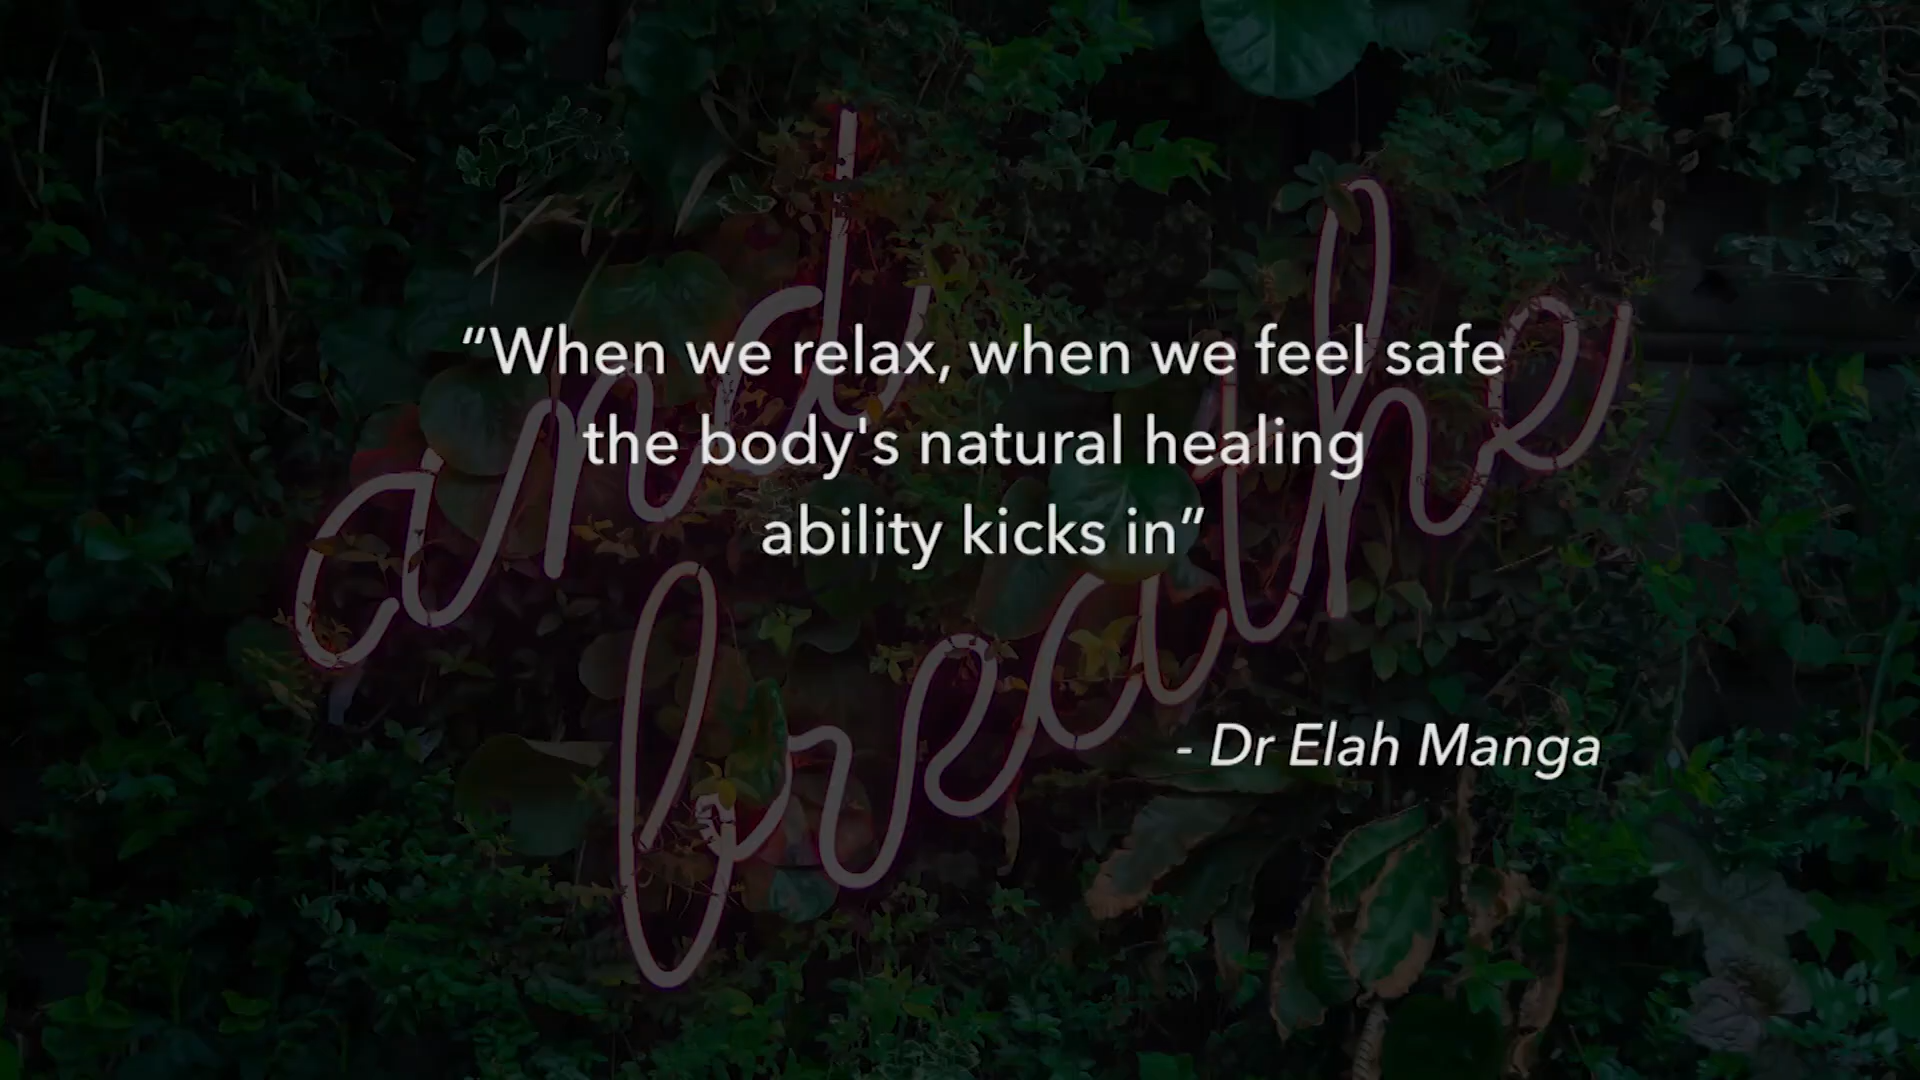 “When we relax, when we feel safe
the body's natural healing
ability kicks in”
- Dr Elah Manga
and
breathe